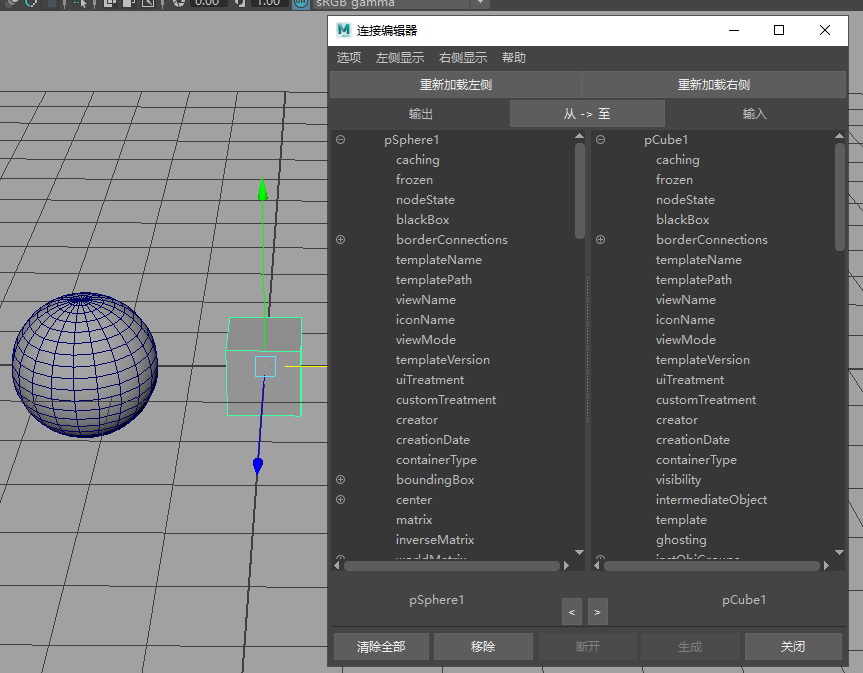 0.00 1.00 sRGB gamma
连接编辑器
选项 左侧显示 右侧显示 帮助
重新加载左侧 重新加载右侧
输出 从 -> 至 输入
pSphere1 pCube1
caching caching
frozen frozen
nodeState nodeState
blackBox blackBox
borderConnections borderConnections
templateName templateName
templatePath templatePath
viewName viewName
iconName iconName
viewMode viewMode
templateVersion templateVersion
uiTreatment uiTreatment
customTreatment customTreatment
creator creator
creationDate creationDate
containerType containerType
boundingBox visibility
center intermediateObject
matrix template
inverseMatrix ghosting
worldMatrix instObjGroups
pSphere1 pCube1
< >
清除全部 移除 断开 生成 关闭